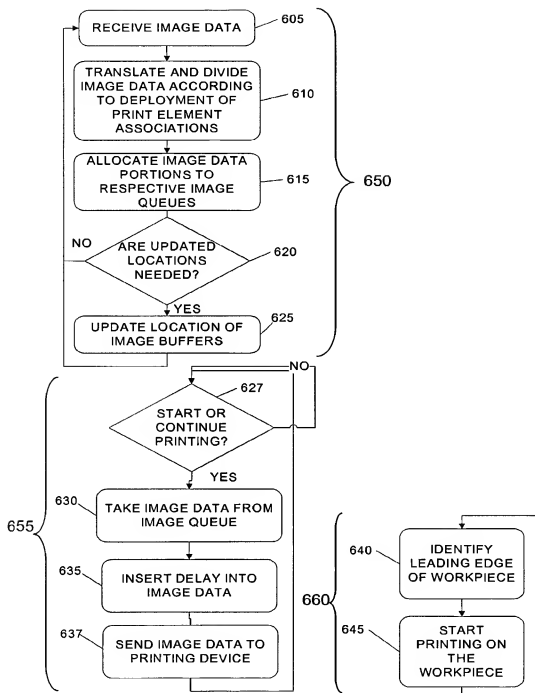 RECEIVE IMAGE DATA
605
TRANSLATE AND DIVIDE
IMAGE DATA ACCORDING
TO DEPLOYMENT OF
PRINT ELEMENT
ASSOCIATIONS
610
ALLOCATE IMAGE DATA
PORTIONS TO
RESPECTIVE IMAGE
QUEUES
615
650
NO
ARE UPDATED
LOCATIONS
NEEDED?
620
YES
UPDATE LOCATION OF
IMAGE BUFFERS
625
NO
627
START OR
CONTINUE
PRINTING?
YES
630
TAKE IMAGE DATA FROM
IMAGE QUEUE
655
635
INSERT DELAY INTO
IMAGE DATA
637
SEND IMAGE DATA TO
PRINTING DEVICE
640
IDENTIFY
LEADING EDGE
OF WORKPIECE
660
645
START
PRINTING ON
THE
WORKPIECE